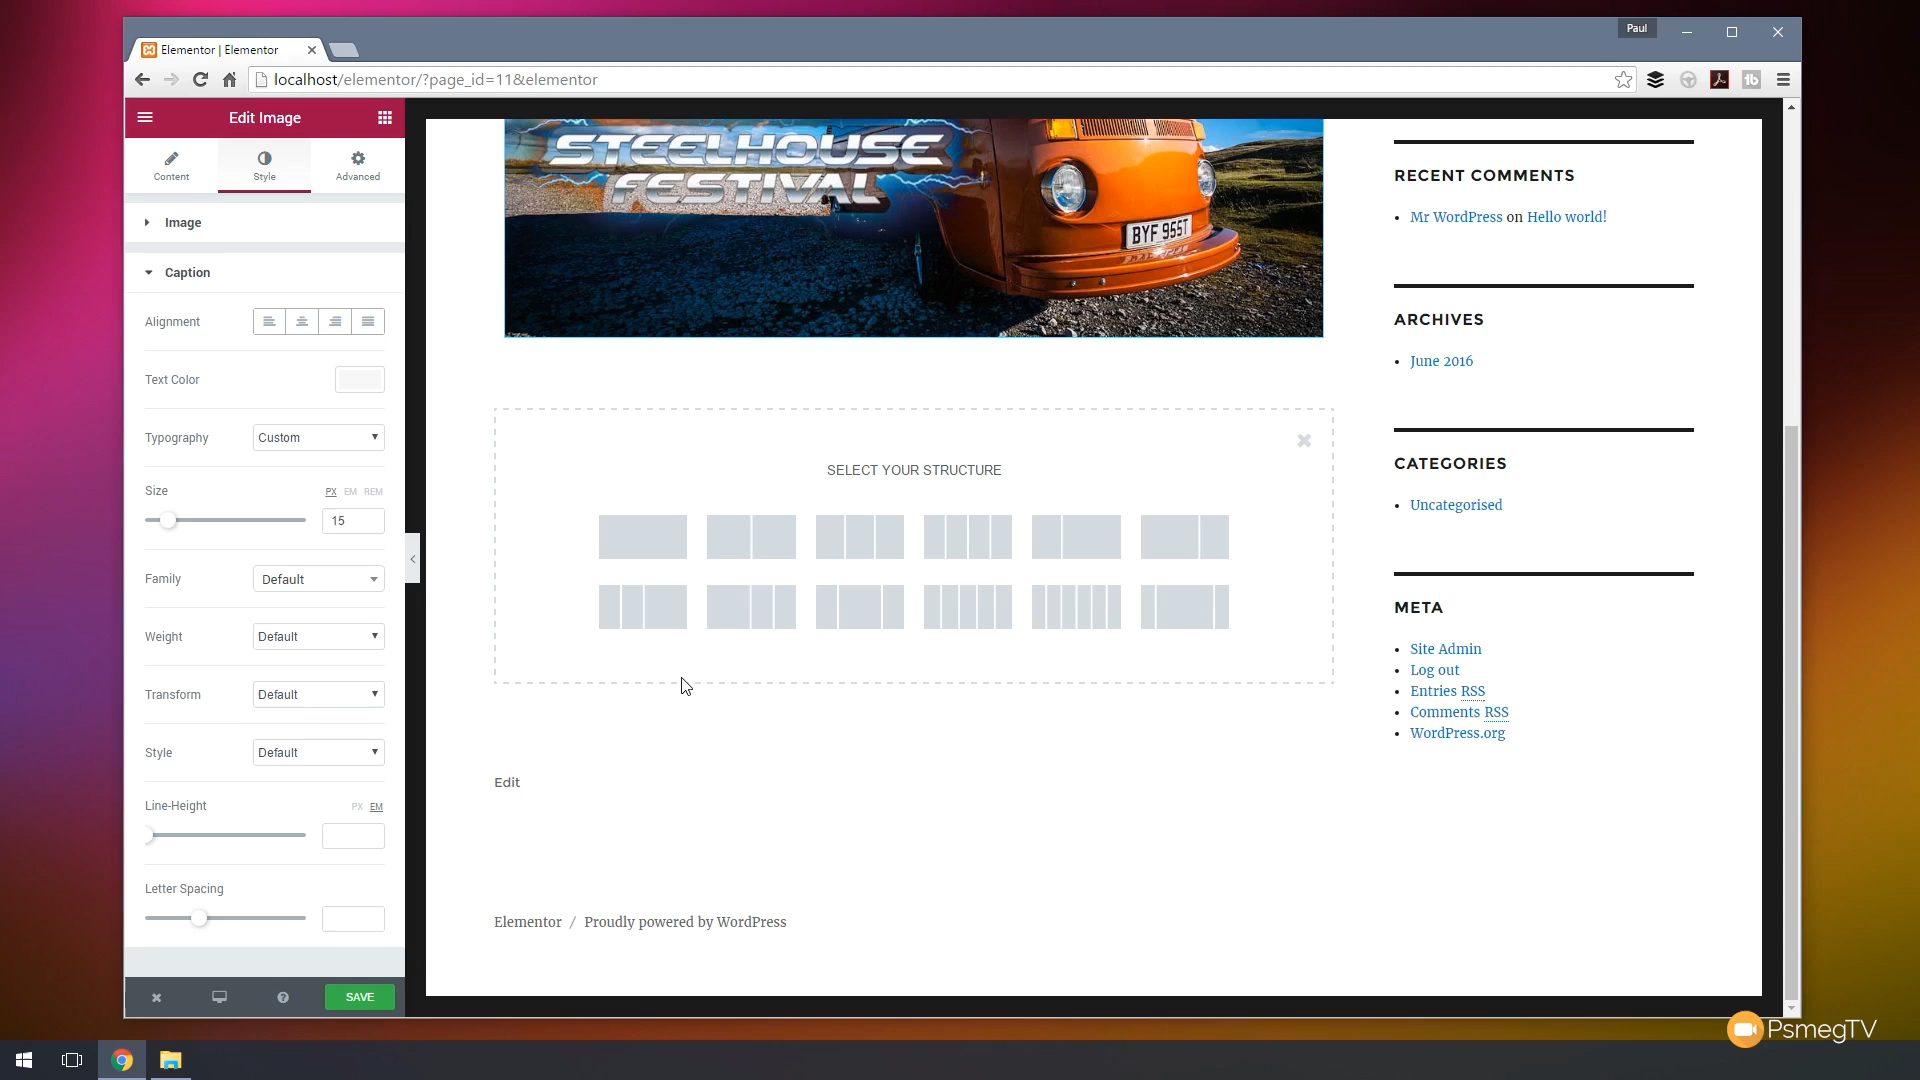 Paul
Elementor | Elementor
localhost/elementor/?page_id=11&elementor
Edit Image
Content
Style
Advanced
Image
Caption
Alignment
Text Color
Typography
Custom
Size
PX EM REM
15
Family
Default
Weight
Default
Transform
Default
Style
Default
Line-Height
PX EM
Letter Spacing
SAVE
STEELHOUSE
FESTIVAL
BYF 955T
SELECT YOUR STRUCTURE
Edit
Elementor / Proudly powered by WordPress
RECENT COMMENTS
Mr WordPress on Hello world!
ARCHIVES
June 2016
CATEGORIES
Uncategorised
META
Site Admin
Log out
Entries RSS
Comments RSS
WordPress.org
PsmegTV